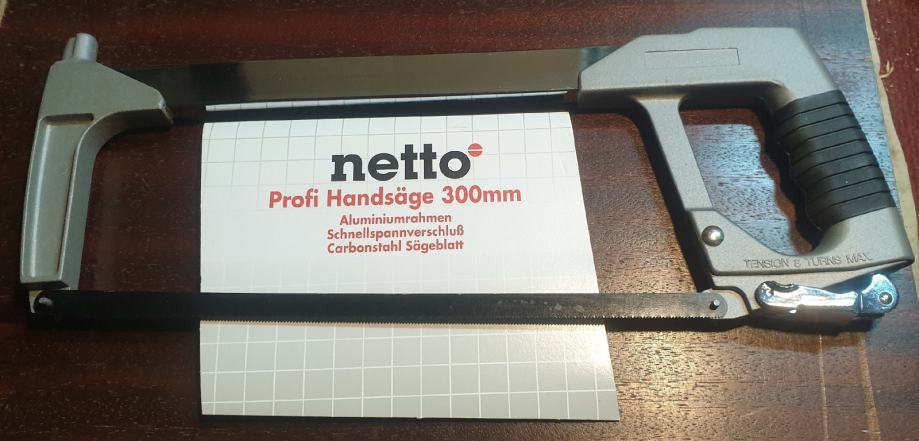 netto
Profi Handsäge 300mm
Aluminiumrahmen
Schnellspannverschluß
Carbonstahl Sägeblatt
TENSION 8 TURNS MAX.